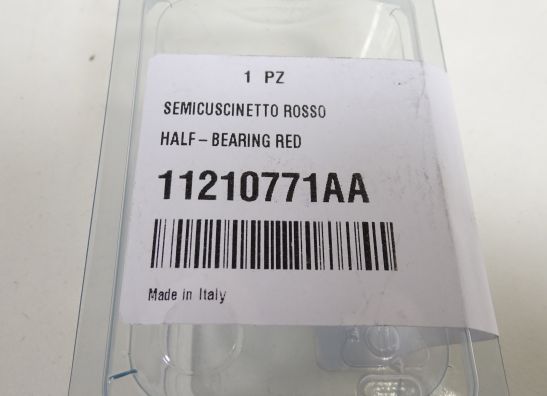 1 PZ
SEMICUSCINETTO ROSSO
HALF-BEARING RED
11210771AA
Made in Italy